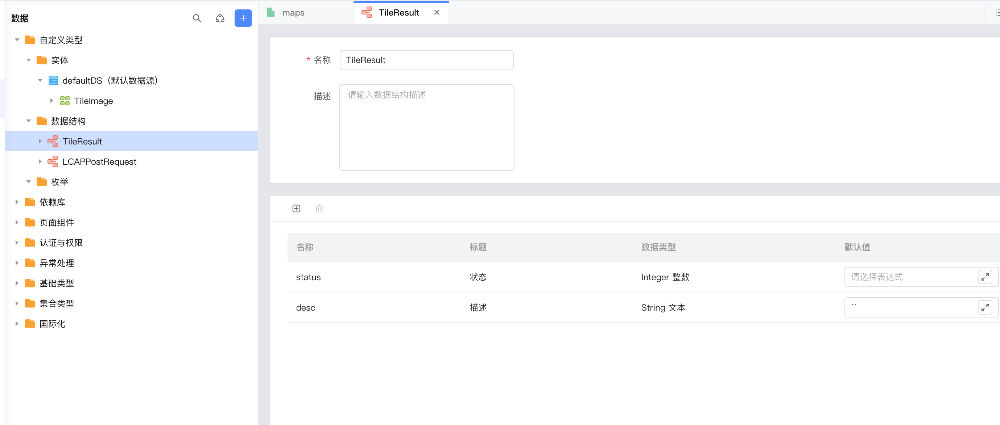 数据
自定义类型
实体
defaultDS（默认数据源）
TileImage
数据结构
TileResult
LCAPPostRequest
枚举
依赖库
页面组件
认证与权限
异常处理
基础类型
集合类型
国际化
maps
TileResult
* 名称 TileResult
描述 请输入数据结构描述
名称 标题 数据类型 默认值
status 状态 Integer 整数 请选择表达式
desc 描述 String 文本 ``